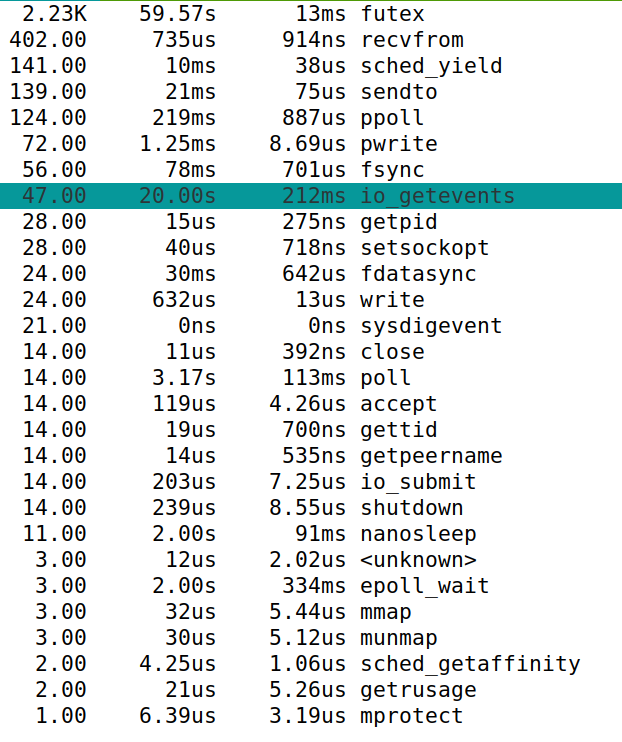 2.23K 59.57s 13ms futex
402.00 735us 914ns recvfrom
141.00 10ms 38us sched_yield
139.00 21ms 75us sendto
124.00 219ms 887us ppoll
72.00 1.25ms 8.69us pwrite
56.00 78ms 701us fsync
47.00 20.00s 212ms io_getevents
28.00 15us 275ns getpid
28.00 40us 718ns setsockopt
24.00 30ms 642us fdatasync
24.00 632us 13us write
21.00 0ns 0ns sysdigevent
14.00 11us 392ns close
14.00 3.17s 113ms poll
14.00 119us 4.26us accept
14.00 19us 700ns gettid
14.00 14us 535ns getpeername
14.00 203us 7.25us io_submit
14.00 239us 8.55us shutdown
11.00 2.00s 91ms nanosleep
3.00 12us 2.02us <unknown>
3.00 2.00s 334ms epoll_wait
3.00 32us 5.44us mmap
3.00 30us 5.12us munmap
2.00 4.25us 1.06us sched_getaffinity
2.00 21us 5.26us getrusage
1.00 6.39us 3.19us mprotect